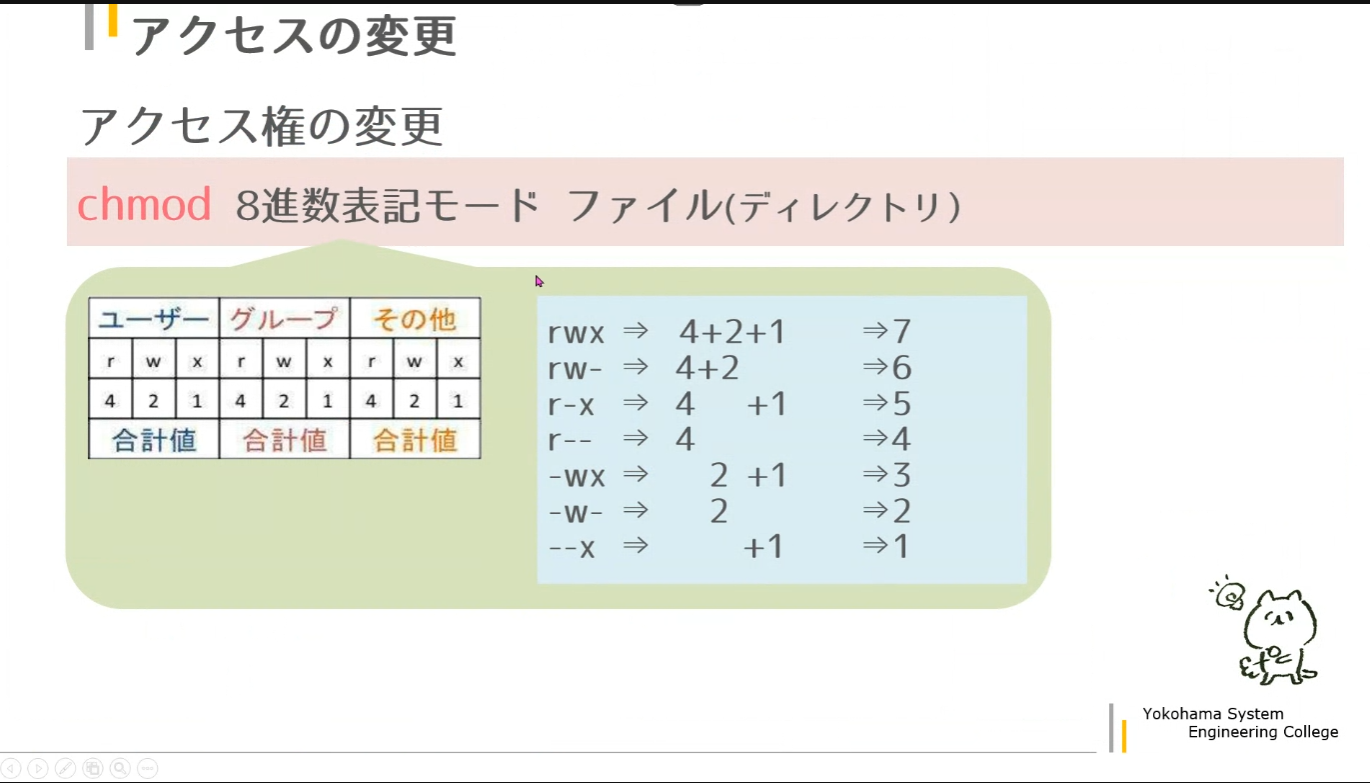 アクセスの変更
アクセス権の変更
chmod 8進数表記モード ファイル(ディレクトリ)
ユーザー グループ その他
r w x r w x r w x
4 2 1 4 2 1 4 2 1
合計値 合計値 合計値
rwx ⇒ 4+2+1 ⇒7
rw- ⇒ 4+2 ⇒6
r-x ⇒ 4 +1 ⇒5
r-- ⇒ 4 ⇒4
-wx ⇒ 2 +1 ⇒3
-w- ⇒ 2 ⇒2
--x ⇒ +1 ⇒1
Yokohama System
Engineering College